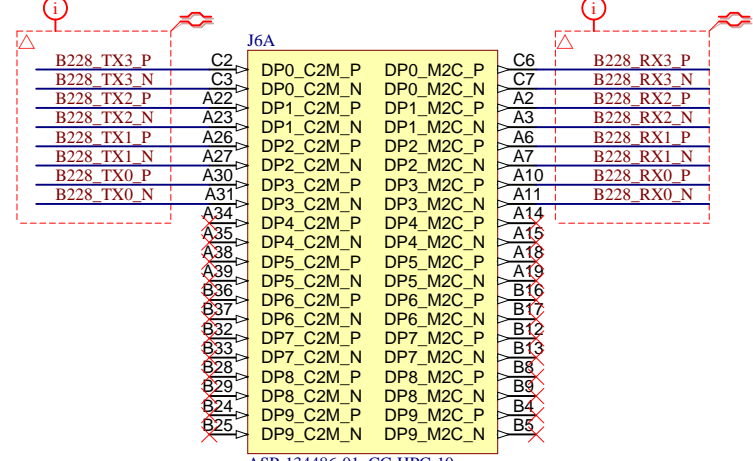 i i
J6A
B228_TX3_P C2 DP0_C2M_P DP0_M2C_P C6 B228_RX3_P
B228_TX3_N C3 DP0_C2M_N DP0_M2C_N C7 B228_RX3_N
B228_TX2_P A22 DP1_C2M_P DP1_M2C_P A2 B228_RX2_P
B228_TX2_N A23 DP1_C2M_N DP1_M2C_N A3 B228_RX2_N
B228_TX1_P A26 DP2_C2M_P DP2_M2C_P A6 B228_RX1_P
B228_TX1_N A27 DP2_C2M_N DP2_M2C_N A7 B228_RX1_N
B228_TX0_P A30 DP3_C2M_P DP3_M2C_P A10 B228_RX0_P
B228_TX0_N A31 DP3_C2M_N DP3_M2C_N A11 B228_RX0_N
A34 DP4_C2M_P DP4_M2C_P A14
A35 DP4_C2M_N DP4_M2C_N A15
A38 DP5_C2M_P DP5_M2C_P A18
A39 DP5_C2M_N DP5_M2C_N A19
B36 DP6_C2M_P DP6_M2C_P B16
B37 DP6_C2M_N DP6_M2C_N B17
B32 DP7_C2M_P DP7_M2C_P B12
B33 DP7_C2M_N DP7_M2C_N B13
B28 DP8_C2M_P DP8_M2C_P B8
B29 DP8_C2M_N DP8_M2C_N B9
B24 DP9_C2M_P DP9_M2C_P B4
B25 DP9_C2M_N DP9_M2C_N B5